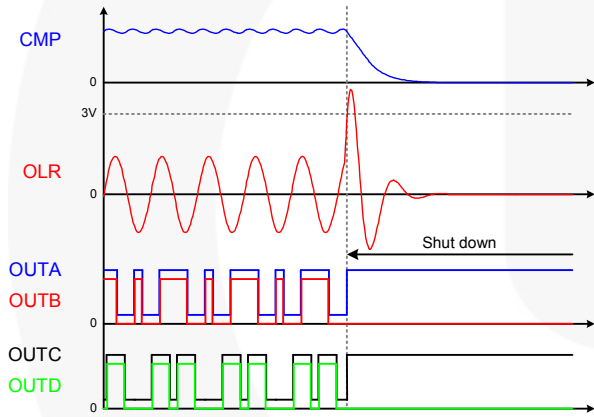 CMP
0
3V
OLR
0
Shut down
OUTA
OUTB
0
OUTC
OUTD
0